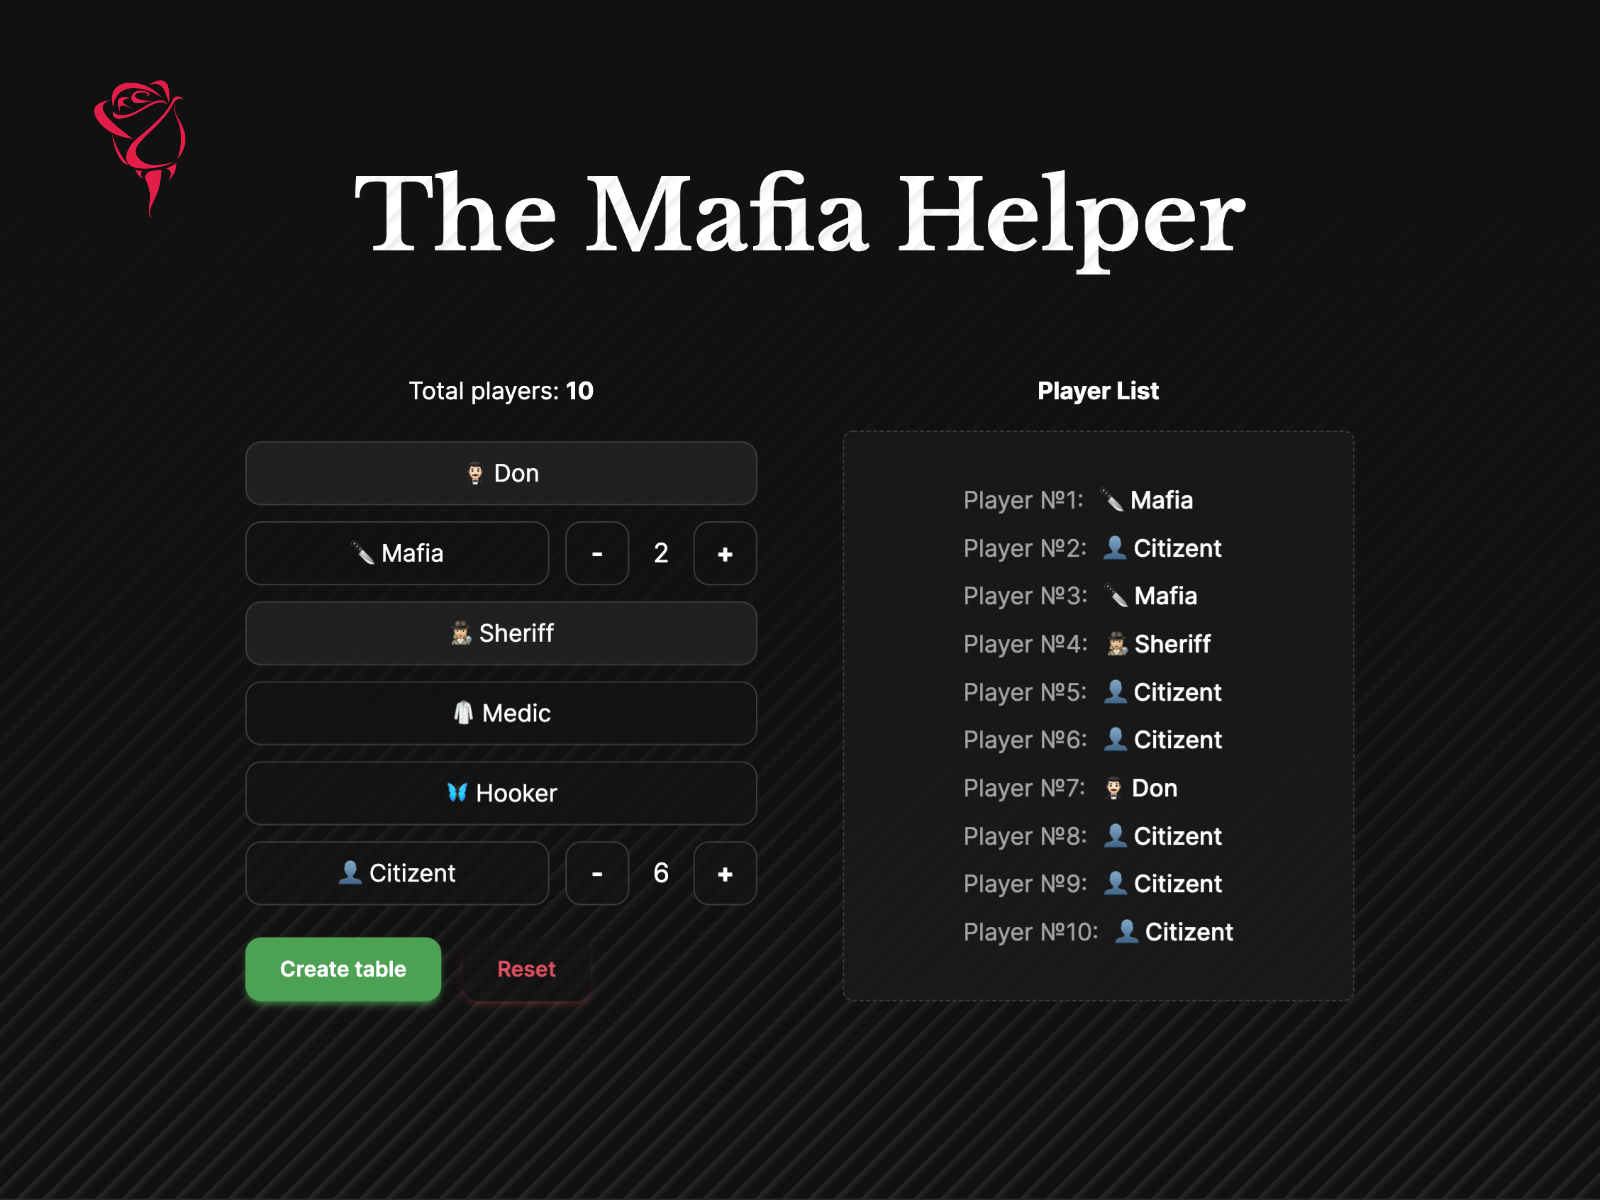 The Mafia Helper
Total players: 10
Don
Mafia - 2 +
Sheriff
Medic
Hooker
Citizent - 6 +
Create table Reset
Player List
Player №1: Mafia
Player №2: Citizent
Player №3: Mafia
Player №4: Sheriff
Player №5: Citizent
Player №6: Citizent
Player №7: Don
Player №8: Citizent
Player №9: Citizent
Player №10: Citizent